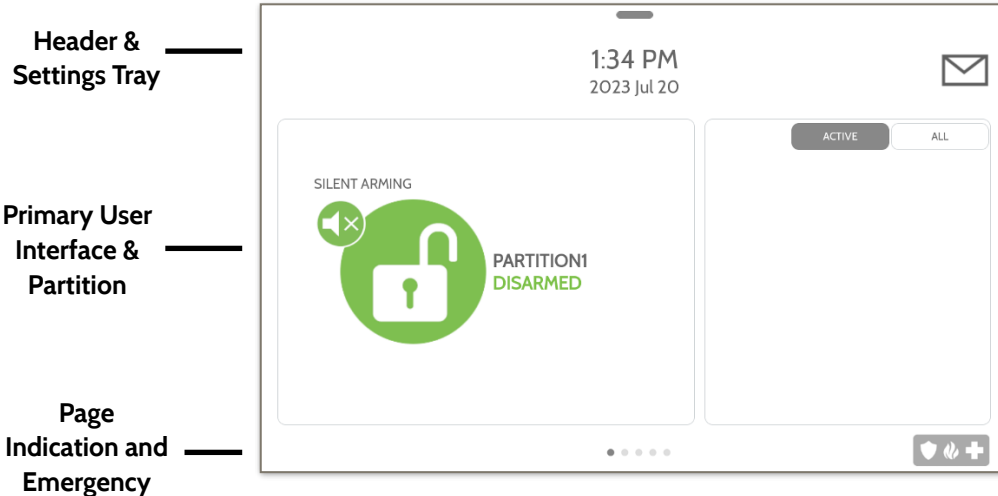 Header &
Settings Tray
1:34 PM
2023 Jul 20
ACTIVE
ALL
SILENT ARMING
Primary User
Interface &
Partition
PARTITION1
DISARMED
Page
Indication and
Emergency